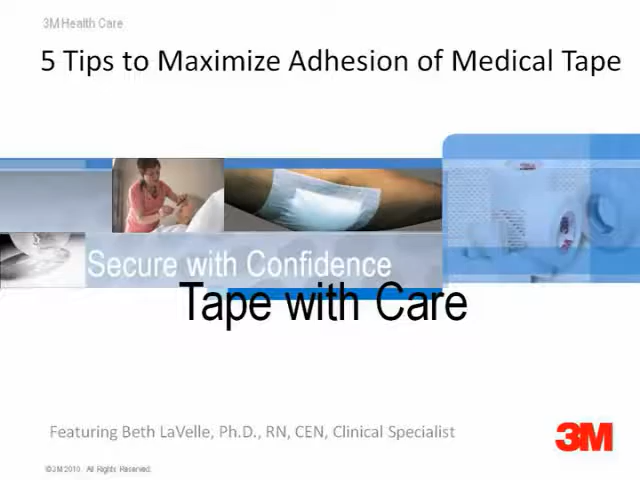 3M Health Care
5 Tips to Maximize Adhesion of Medical Tape
Secure with Confidence
Tape with Care
Featuring Beth LaVelle, Ph.D., RN, CEN, Clinical Specialist
3M
©3M 2010. All Rights Reserved.